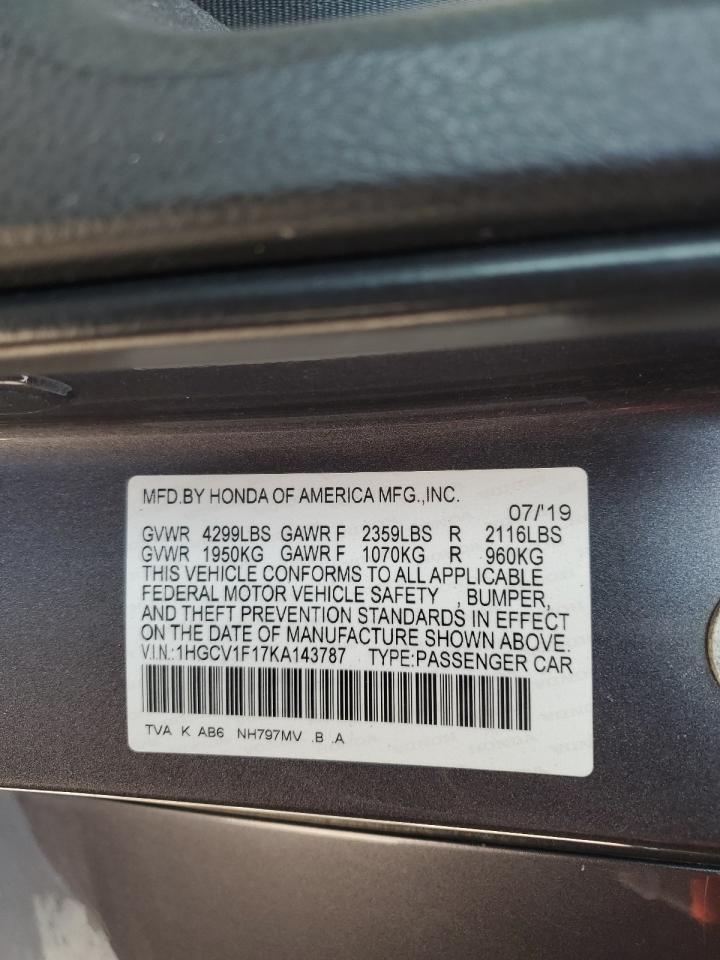 MFD.BY HONDA OF AMERICA MFG.,INC.
07/'19
GVWR 4299LBS GAWR F 2359LBS R 2116LBS
GVWR 1950KG GAWR F 1070KG R 960KG
THIS VEHICLE CONFORMS TO ALL APPLICABLE
FEDERAL MOTOR VEHICLE SAFETY , BUMPER,
AND THEFT PREVENTION STANDARDS IN EFFECT
ON THE DATE OF MANUFACTURE SHOWN ABOVE.
V.I.N.:1HGCV1F17KA143787 TYPE:PASSENGER CAR
TVA K AB6 NH797MV .B .A